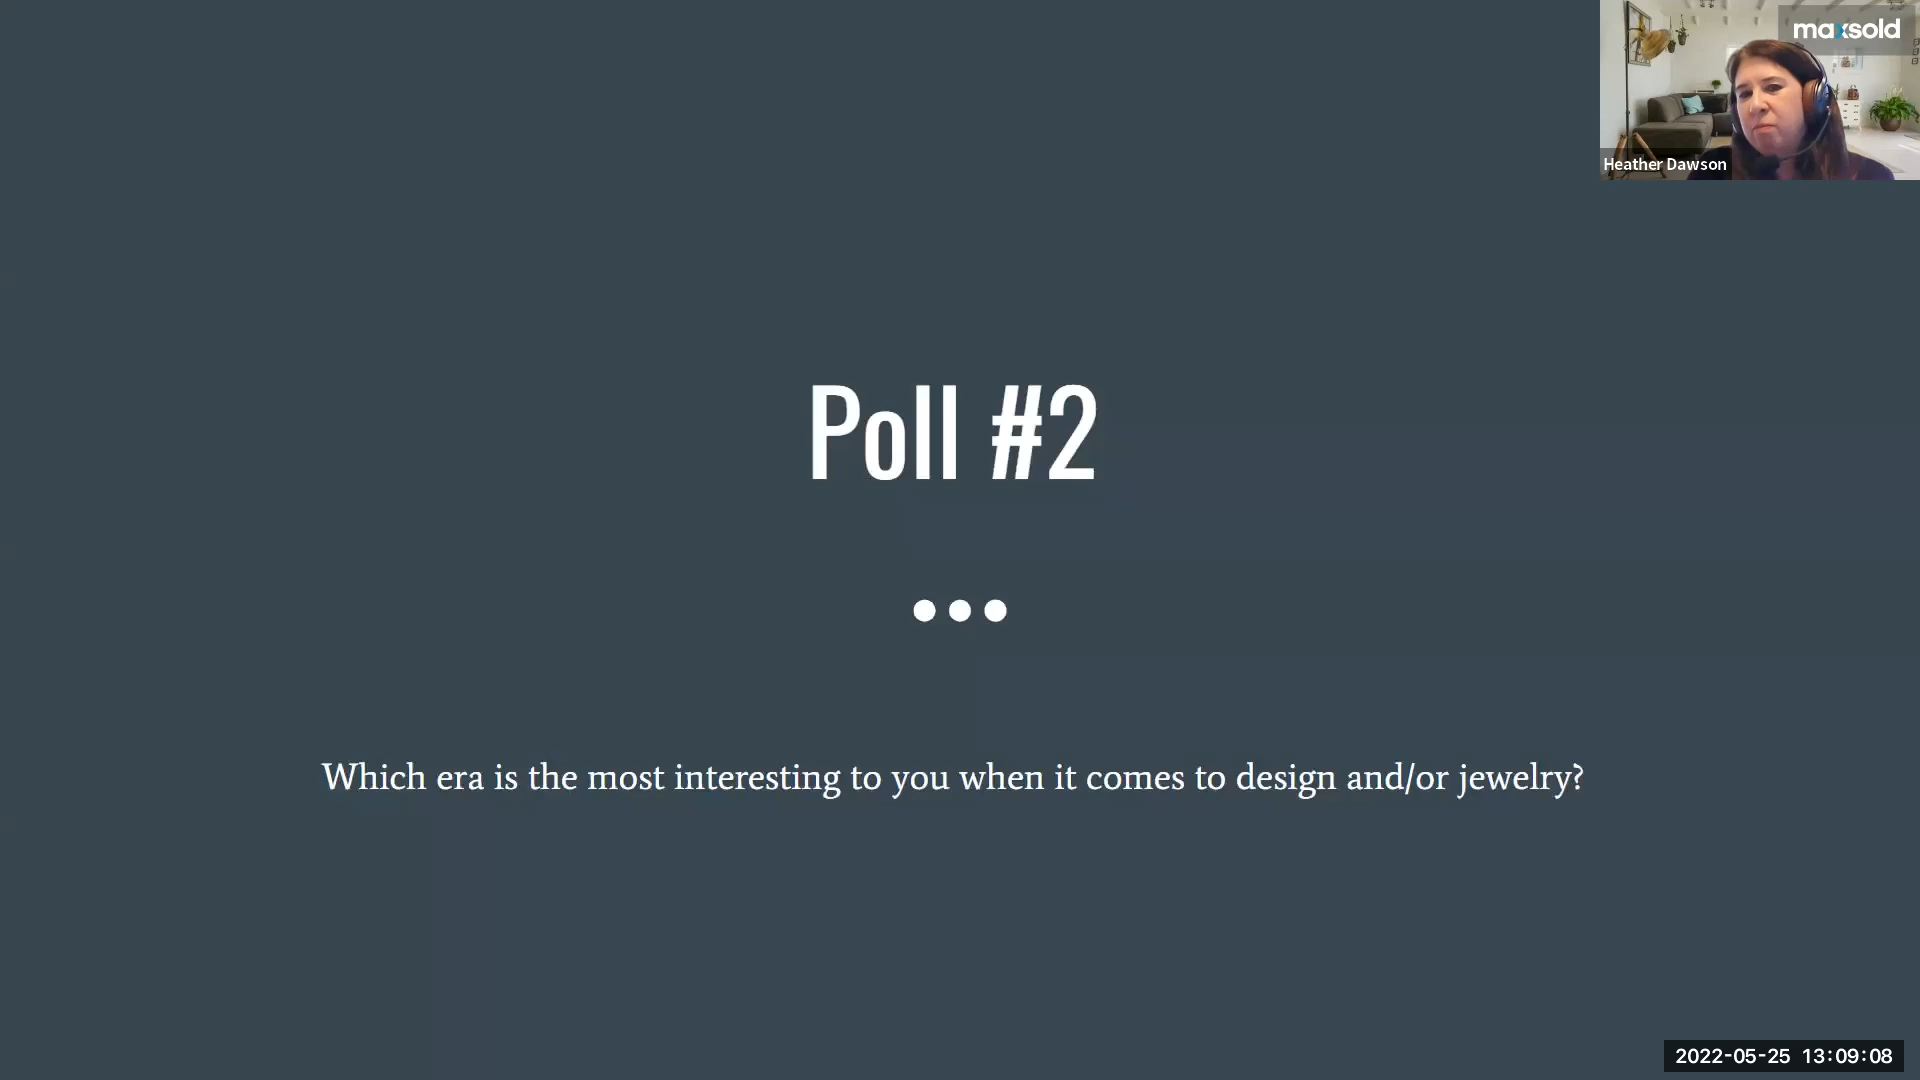 maxsold
Heather Dawson
Poll #2
Which era is the most interesting to you when it comes to design and/or jewelry?
2022-05-25 13:09:08